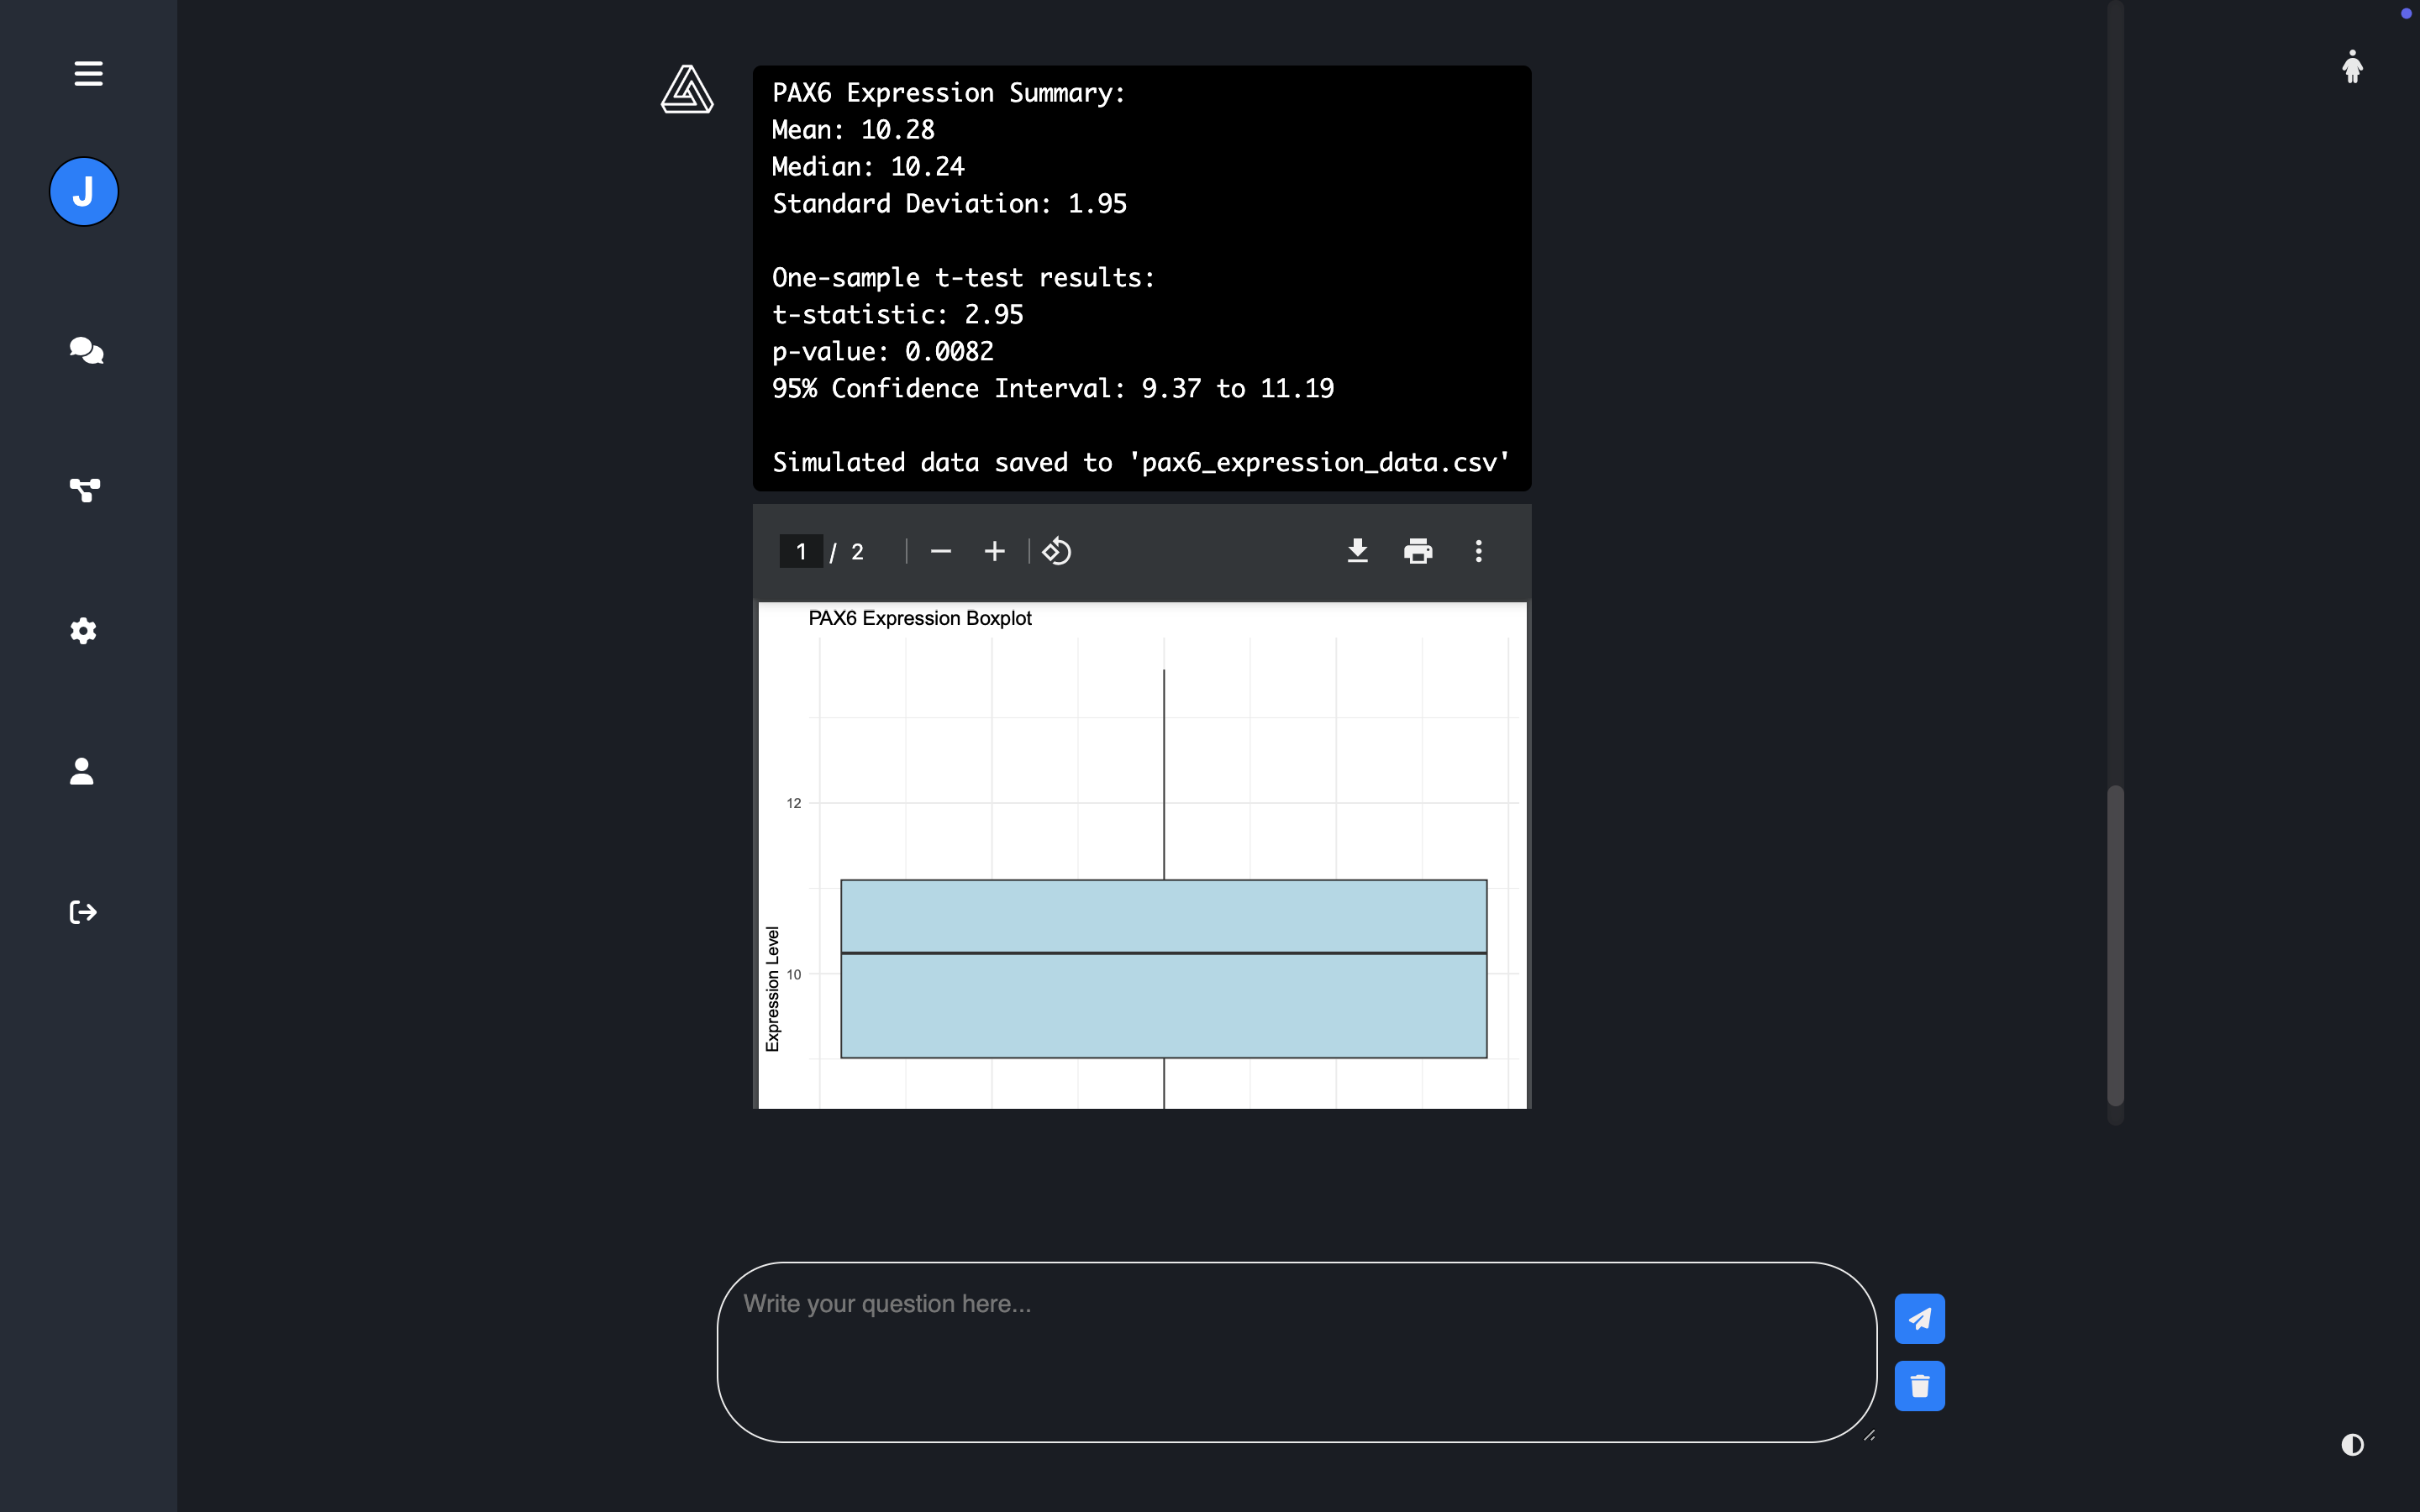 J
PAX6 Expression Summary:
Mean: 10.28
Median: 10.24
Standard Deviation: 1.95
One-sample t-test results:
t-statistic: 2.95
p-value: 0.0082
95% Confidence Interval: 9.37 to 11.19
Simulated data saved to 'pax6_expression_data.csv'
1 / 2
PAX6 Expression Boxplot
12
10
Expression Level
Write your question here...